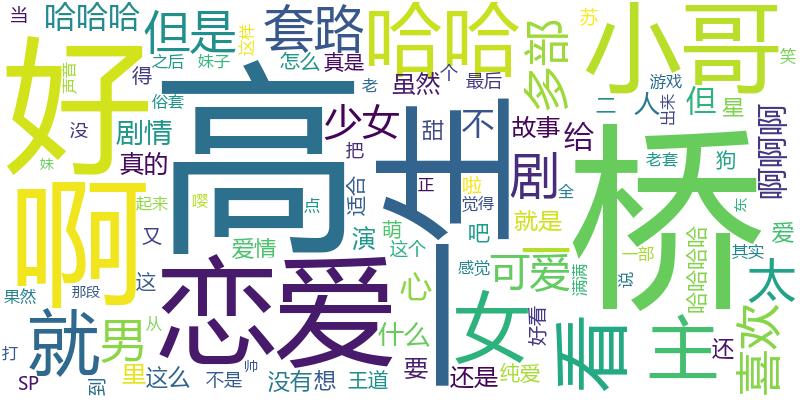 当
哈哈哈
但是
套路
哈哈
小哥
苏
笑
好
两首
之后
这件
妹子
怎么
真是
老
个
最后
虽然
多部
游戏
出来
得
俗套
高
生
少女
甜
不
故事
给
二
人
但
星
没
剧情
真的
把
适合
剧
桥
老套
狗
啊啊啊
啊
妹
起来
嘤
点
正
啦
觉得
全
东
又
爱情
演
萌
这个
吧
就是
爱
果然
那段
这
恋爱
心
一
感觉
可爱
满满
说
一部
哈哈哈哈
其实
太
就
男
从
什么
女
看
主
喜欢
打
里
帅
要
好看
还
SP
到
这么
不是
没有
想
王道
还是
纯爱